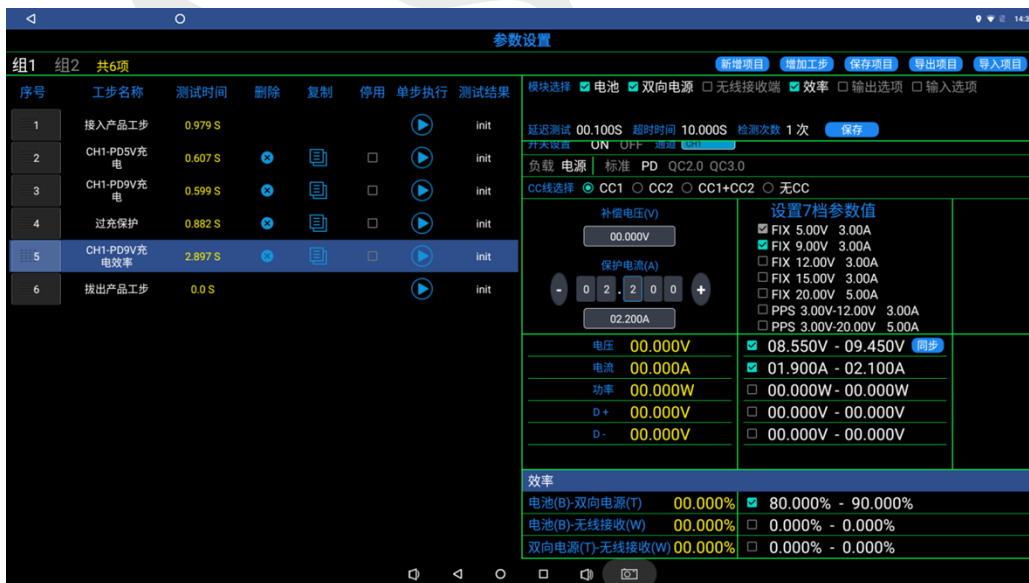 14:3
参数设置
组1 组2 共6项 新增项目 增加工步 保存项目 导出项目 导入项目
序号 工步名称 测试时间 删除 复制 停用 单步执行 测试结果
1 接入产品工步 0.979 S init
2 CH1-PD5V充
电 0.607 S init
3 CH1-PD9V充
电 0.599 S init
4 过充保护 0.882 S init
5 CH1-PD9V充
电效率 2.897 S init
6 拔出产品工步 0.0 S init
模块选择 电池 双向电源 无线接收端 效率 输出选项 输入选项
延迟测试 00.100S 超时时间 10.000S 检测次数 1 次 保存
开关设置 ON OFF 通道 CH1
负载 电源 标准 PD QC2.0 QC3.0
CC线选择 CC1 CC2 CC1+CC2 无CC
补偿电压(V)
00.000V
保护电流(A)
- 0 2 . 2 0 0 +
02.200A
设置7档参数值
FIX 5.00V 3.00A
FIX 9.00V 3.00A
FIX 12.00V 3.00A
FIX 15.00V 3.00A
FIX 20.00V 5.00A
PPS 3.00V-12.00V 3.00A
PPS 3.00V-20.00V 5.00A
电压 00.000V 08.550V - 09.450V 同步
电流 00.000A 01.900A - 02.100A
功率 00.000W 00.000W - 00.000W
D + 00.000V 00.000V - 00.000V
D - 00.000V 00.000V - 00.000V
效率
电池(B)-双向电源(T) 00.000% 80.000% - 90.000%
电池(B)-无线接收(W) 00.000% 0.000% - 0.000%
双向电源(T)-无线接收(W) 00.000% 0.000% - 0.000%